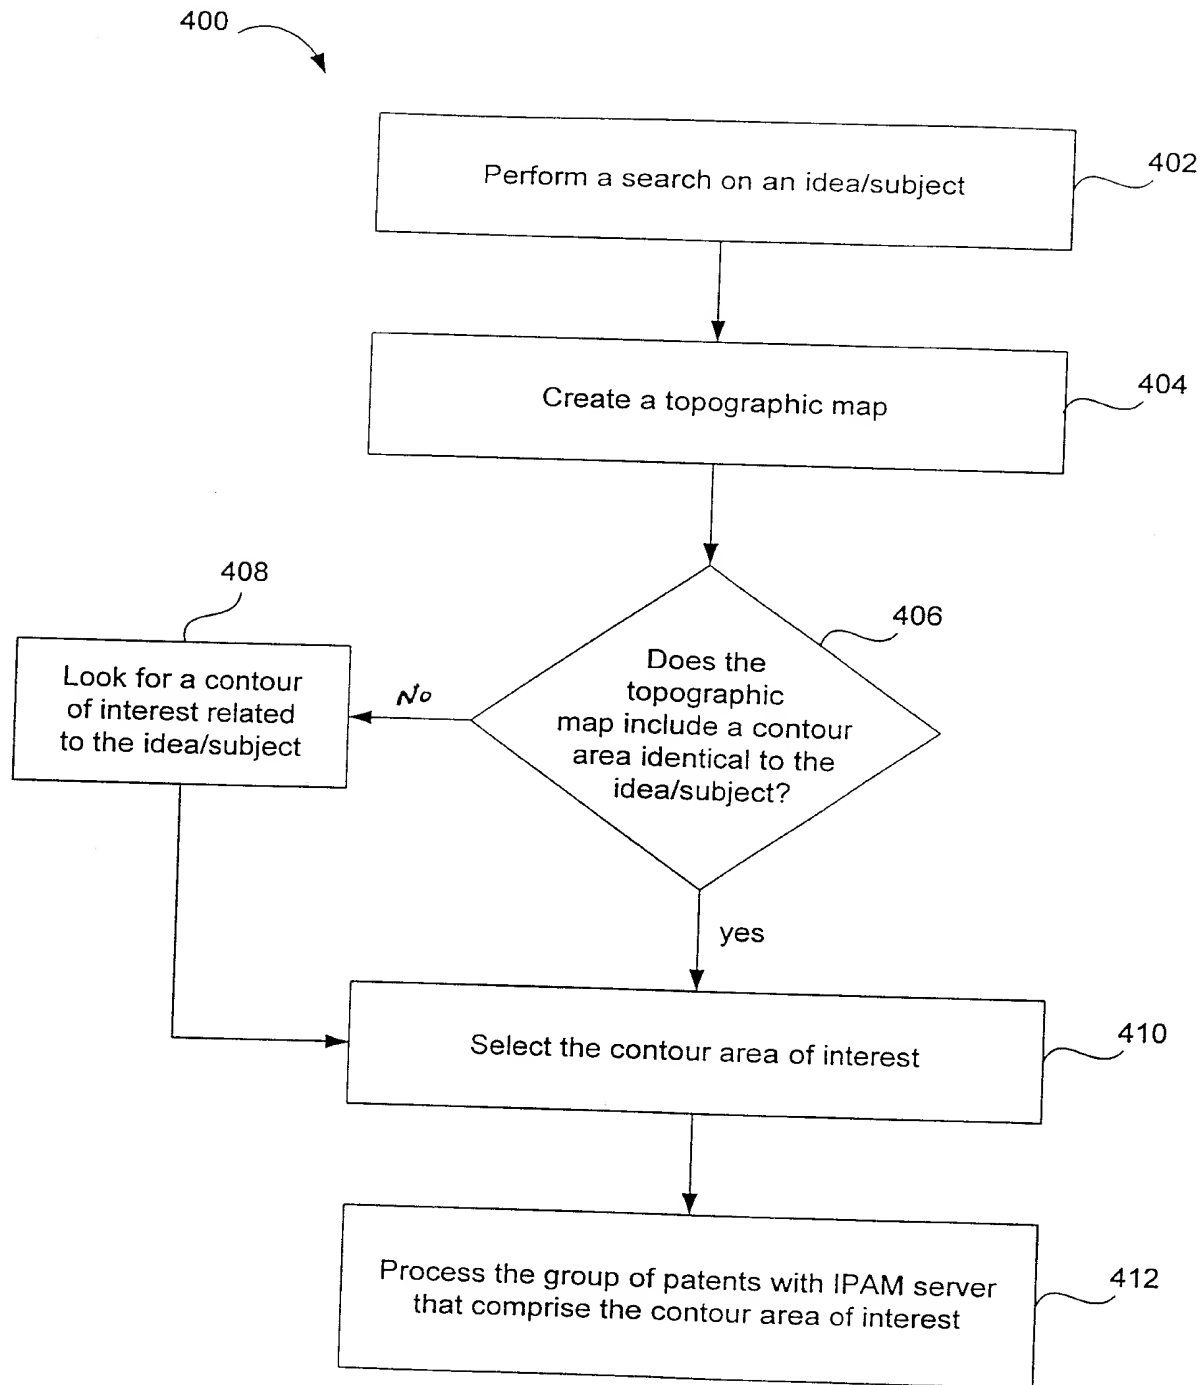 400
Perform a search on an idea/subject
402
Create a topographic map
404
408
406
Look for a contour
of interest related
to the idea/subject
No
Does the
topographic
map include a contour
area identical to the
idea/subject?
yes
Select the contour area of interest
410
Process the group of patents with IPAM server
that comprise the contour area of interest
412